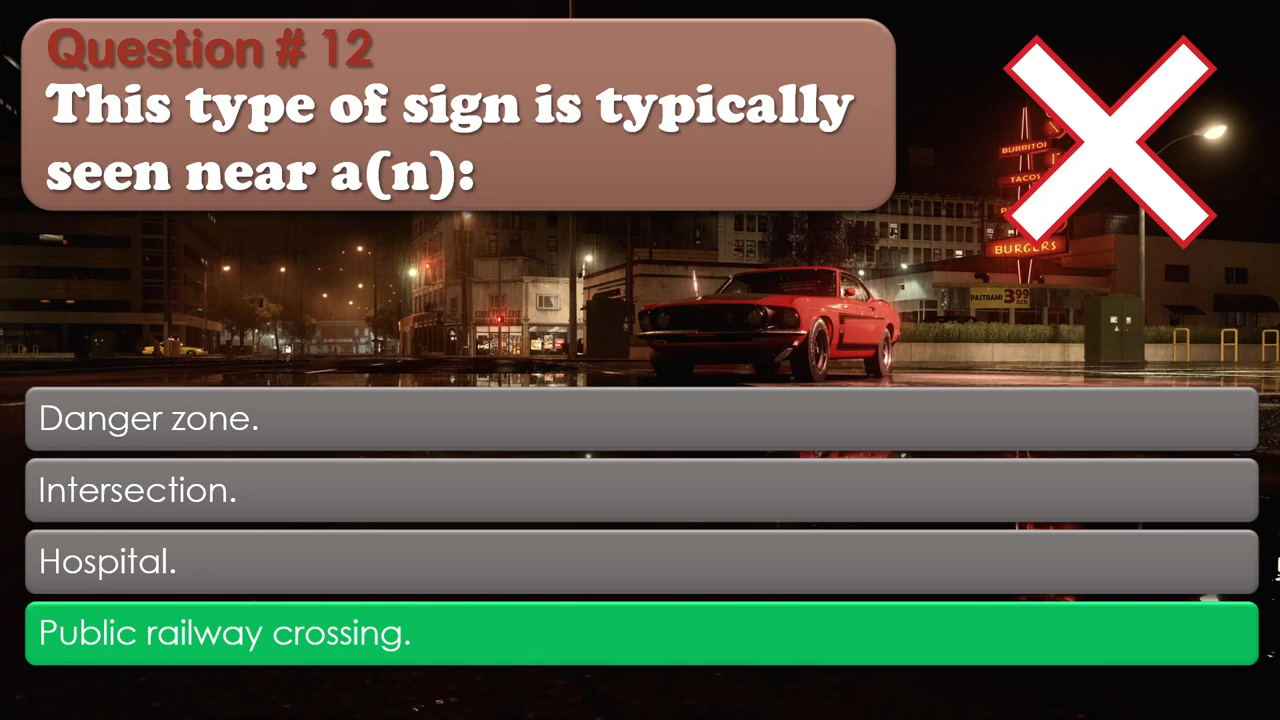 Question # 12
This type of sign is typically
seen near a(n):
BURRITO
TACOS
BURGERS
PASTRAMI 3.99
Danger zone.
Intersection.
Hospital.
Public railway crossing.